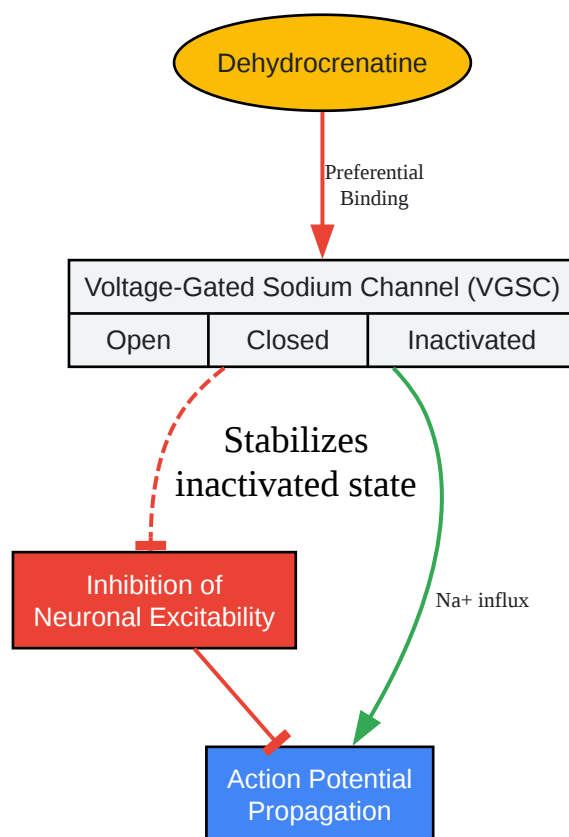 Dehydrocrenatine
Preferential
Binding
Voltage-Gated Sodium Channel (VGSC)
Open
Closed
Inactivated
Stabilizes
inactivated state
Inhibition of
Neuronal Excitability
Na+ influx
Action Potential
Propagation